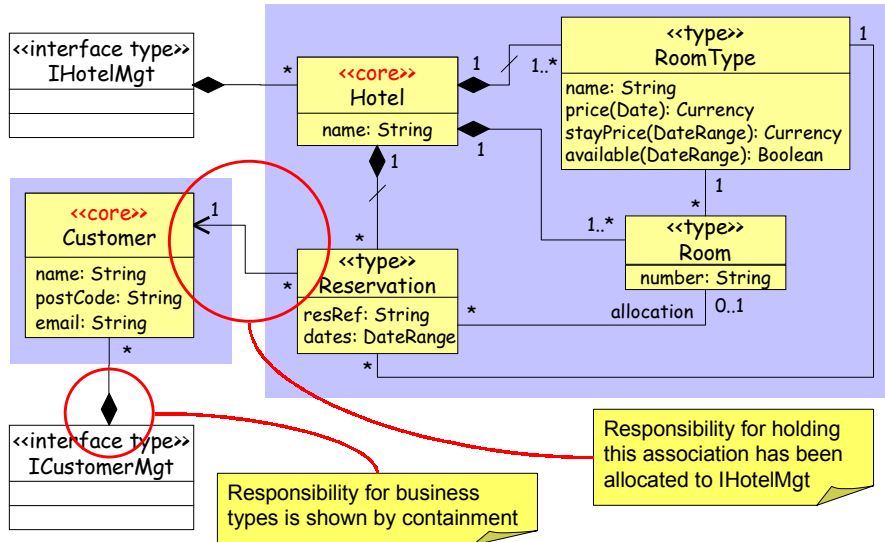 <<interface type>>
IHotelMgt
*
<<core>>
Hotel
name: String
1
1..*
1
1
<<type>>
RoomType
name: String
price(Date): Currency
stayPrice(DateRange): Currency
available(DateRange): Boolean
1
1
*
1..*
<<type>>
Room
number: String
0..1
allocation
<<core>>
Customer
name: String
postCode: String
email: String
1
*
*
<<type>>
Reservation
resRef: String
dates: DateRange
*
*
*
<<interface type>>
ICustomerMgt
Responsibility for business
types is shown by containment
Responsibility for holding
this association has been
allocated to IHotelMgt